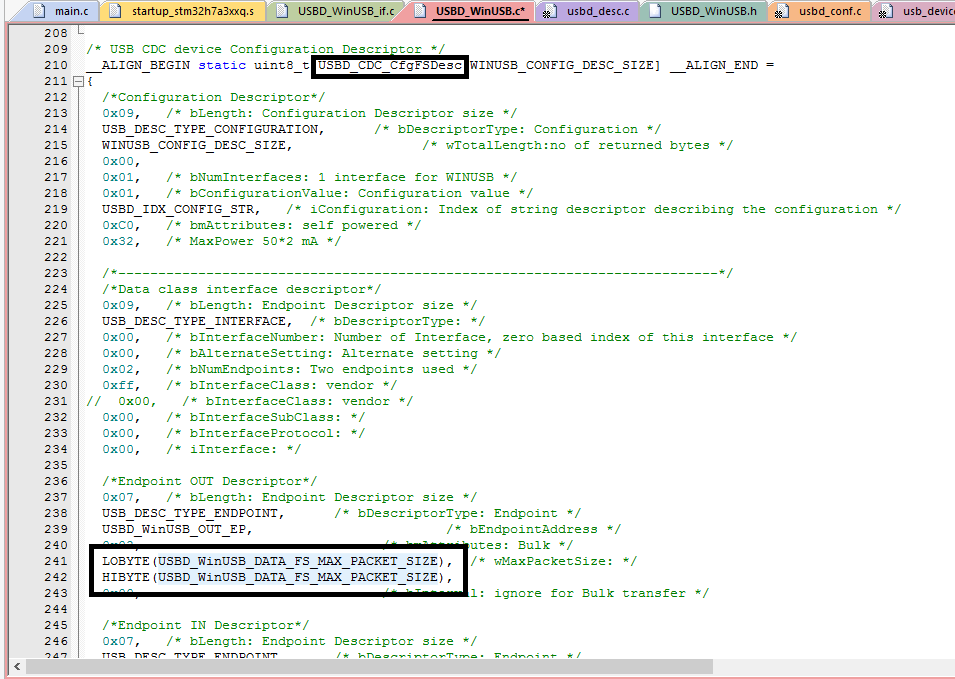 main.c startup_stm32h7a3xxq.s USBD_WinUSB_if.c USBD_WinUSB.c* usbd_desc.c USBD_WinUSB.h usbd_conf.c usb_devic
208
209 /* USB CDC device Configuration Descriptor */
210 __ALIGN_BEGIN static uint8_t USBD_CDC_CfgFSDesc WINUSB_CONFIG_DESC_SIZE] __ALIGN_END =
211 {
212 /*Configuration Descriptor*/
213 0x09, /* bLength: Configuration Descriptor size */
214 USB_DESC_TYPE_CONFIGURATION, /* bDescriptorType: Configuration */
215 WINUSB_CONFIG_DESC_SIZE, /* wTotalLength:no of returned bytes */
216 0x00,
217 0x01, /* bNumInterfaces: 1 interface for WINUSB */
218 0x01, /* bConfigurationValue: Configuration value */
219 USBD_IDX_CONFIG_STR, /* iConfiguration: Index of string descriptor describing the configuration */
220 0xC0, /* bmAttributes: self powered */
221 0x32, /* MaxPower 50*2 mA */
222
223 /*---------------------------------------------------------------------------*/
224 /*Data class interface descriptor*/
225 0x09, /* bLength: Endpoint Descriptor size */
226 USB_DESC_TYPE_INTERFACE, /* bDescriptorType: */
227 0x00, /* bInterfaceNumber: Number of Interface, zero based index of this interface */
228 0x00, /* bAlternateSetting: Alternate setting */
229 0x02, /* bNumEndpoints: Two endpoints used */
230 0xff, /* bInterfaceClass: vendor */
231 // 0x00, /* bInterfaceClass: vendor */
232 0x00, /* bInterfaceSubClass: */
233 0x00, /* bInterfaceProtocol: */
234 0x00, /* iInterface: */
235
236 /*Endpoint OUT Descriptor*/
237 0x07, /* bLength: Endpoint Descriptor size */
238 USB_DESC_TYPE_ENDPOINT, /* bDescriptorType: Endpoint */
239 USBD_WinUSB_OUT_EP, /* bEndpointAddress */
240 0x02, /* bmAttributes: Bulk */
241 LOBYTE(USBD_WinUSB_DATA_FS_MAX_PACKET_SIZE), /* wMaxPacketSize: */
242 HIBYTE(USBD_WinUSB_DATA_FS_MAX_PACKET_SIZE),
243 0x00, /* bInterval: ignore for Bulk transfer */
244
245 /*Endpoint IN Descriptor*/
246 0x07, /* bLength: Endpoint Descriptor size */
247 USB_DESC_TYPE_ENDPOINT, /* bDescriptorType: Endpoint */